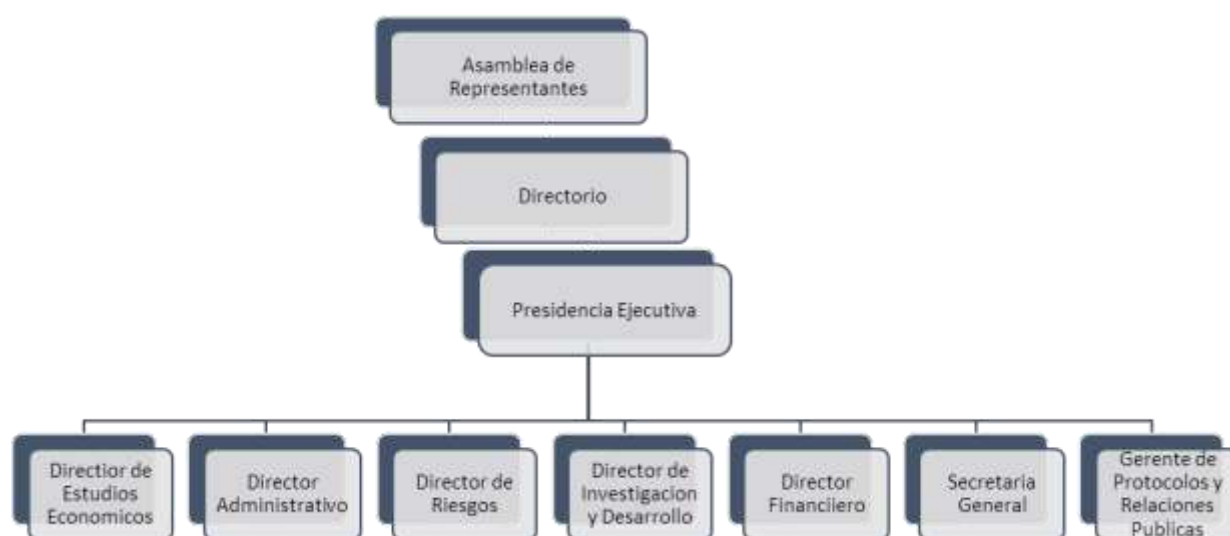 Asamblea de
Representantes
Directorio
Presidencia Ejecutiva
Directior de
Estudios
Economicos
Director
Administrativo
Director de
Riesgos
Director de
Investigacion
y Desarrollo
Director
Financiiero
Secretaria
General
Gerente de
Protocolos y
Relaciones
Publicas